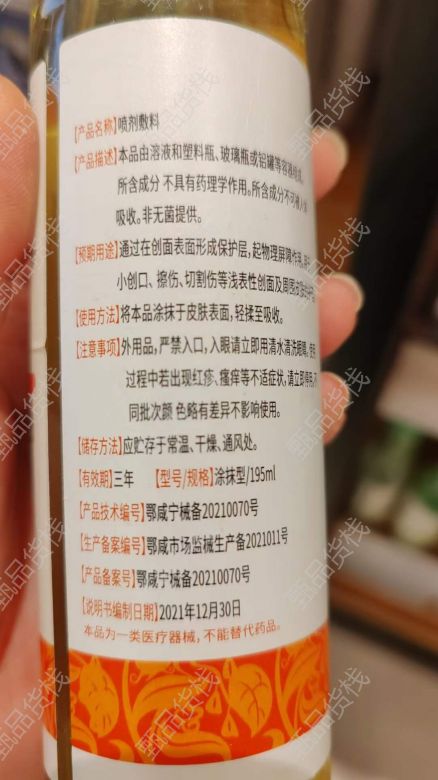 【产品名称】喷剂敷料
【产品描述】本品由溶液和塑料瓶、玻璃瓶或铝罐等容器组成,
所含成分 不具有药理学作用。所含成分不可被人体
吸收。非无菌提供。
【预期用途】通过在创面表面形成保护层,起物理屏障作用。用于
小创口、擦伤、切割伤等浅表性创面及周围皮肤的护理
【使用方法】将本品涂抹于皮肤表面,轻揉至吸收。
【注意事项】外用品,严禁入口,入眼请立即用清水清洗眼睛,使用
过程中若出现红疹、瘙痒等不适症状,请立即停用,不
同批次颜 色略有差异不影响使用。
【储存方法】应贮存于常温、干燥、通风处。
【有效期】三年 【型号/规格】涂抹型/195ml
【产品技术编号】鄂咸宁械备20210070号
【生产备案编号】鄂咸市场监械生产备2021011号
【产品备案号】鄂咸宁械备20210070号
【说明书编制日期】2021年12月30日
本品为一类医疗器械,不能替代药品。
甄品货栈